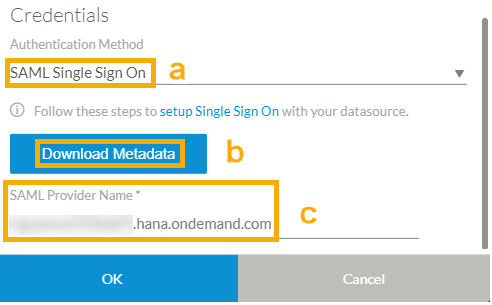 Credentials
Authentication Method
SAML Single Sign On a
ⓘ Follow these steps to setup Single Sign On with your datasource.
Download Metadata b
SAML Provider Name *
.hana.ondemand.com c
OK Cancel